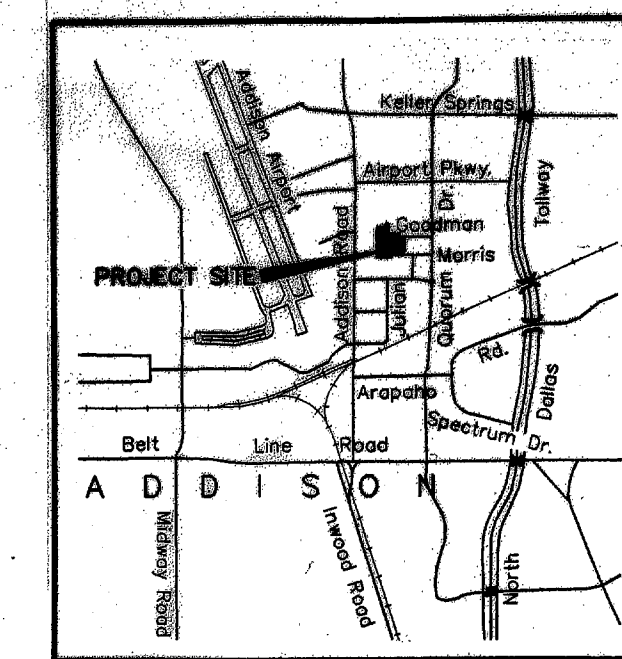 Keller Springs
Addison Airport
Airport Pkwy.
Tollway
Dr.
Goodman
Morris
PROJECT SITE
Addison Road
Julian
Quorum
Rd.
Arapaho
Dallas
Spectrum Dr.
Belt Line Road
A D D I S O N
Midway Road
Inwood Road
North